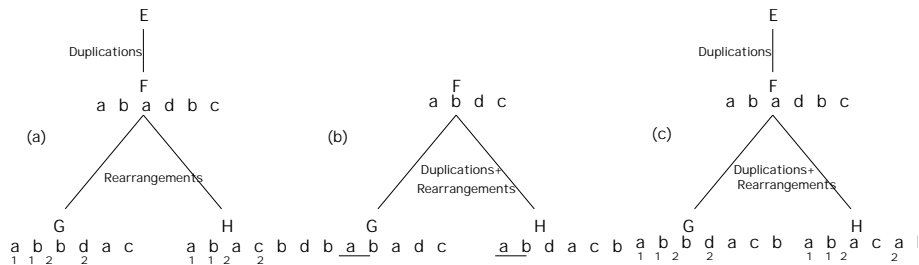 E E
Duplications Duplications
F F F
a b a d b c a b d c a b a d b c
(a) (b) (c)
Rearrangements Duplications+ Duplications+
Rearrangements Rearrangements
G H G H G H
a b b d a c a b a c b d b a b a d c a b d a c b a b b d a c b a b a c a
1 1 2 2 1 1 2 2 1 1 2 2 1 1 2 2